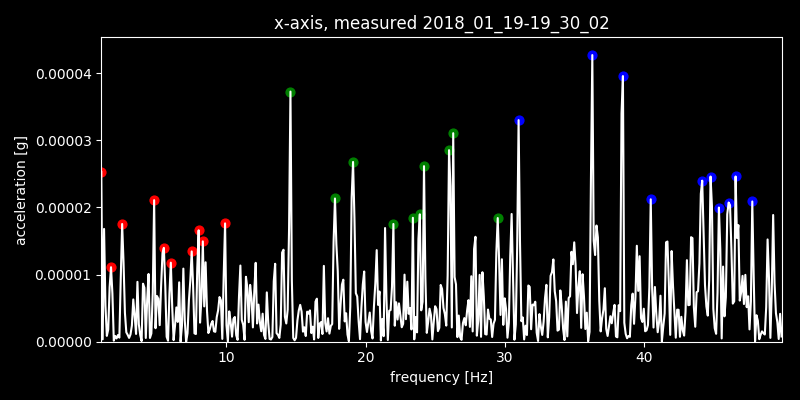 x-axis, measured 2018_01_19-19_30_02
acceleration [g]
0.00004
0.00003
0.00002
0.00001
0.00000
10 20 30 40
frequency [Hz]